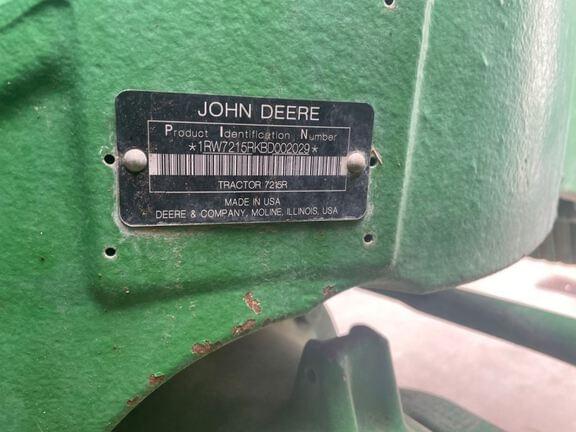 JOHN DEERE
Product Identification Number
*1RW7215RKBD002029*
TRACTOR 7215R
MADE IN USA
DEERE & COMPANY, MOLINE, ILLINOIS, USA